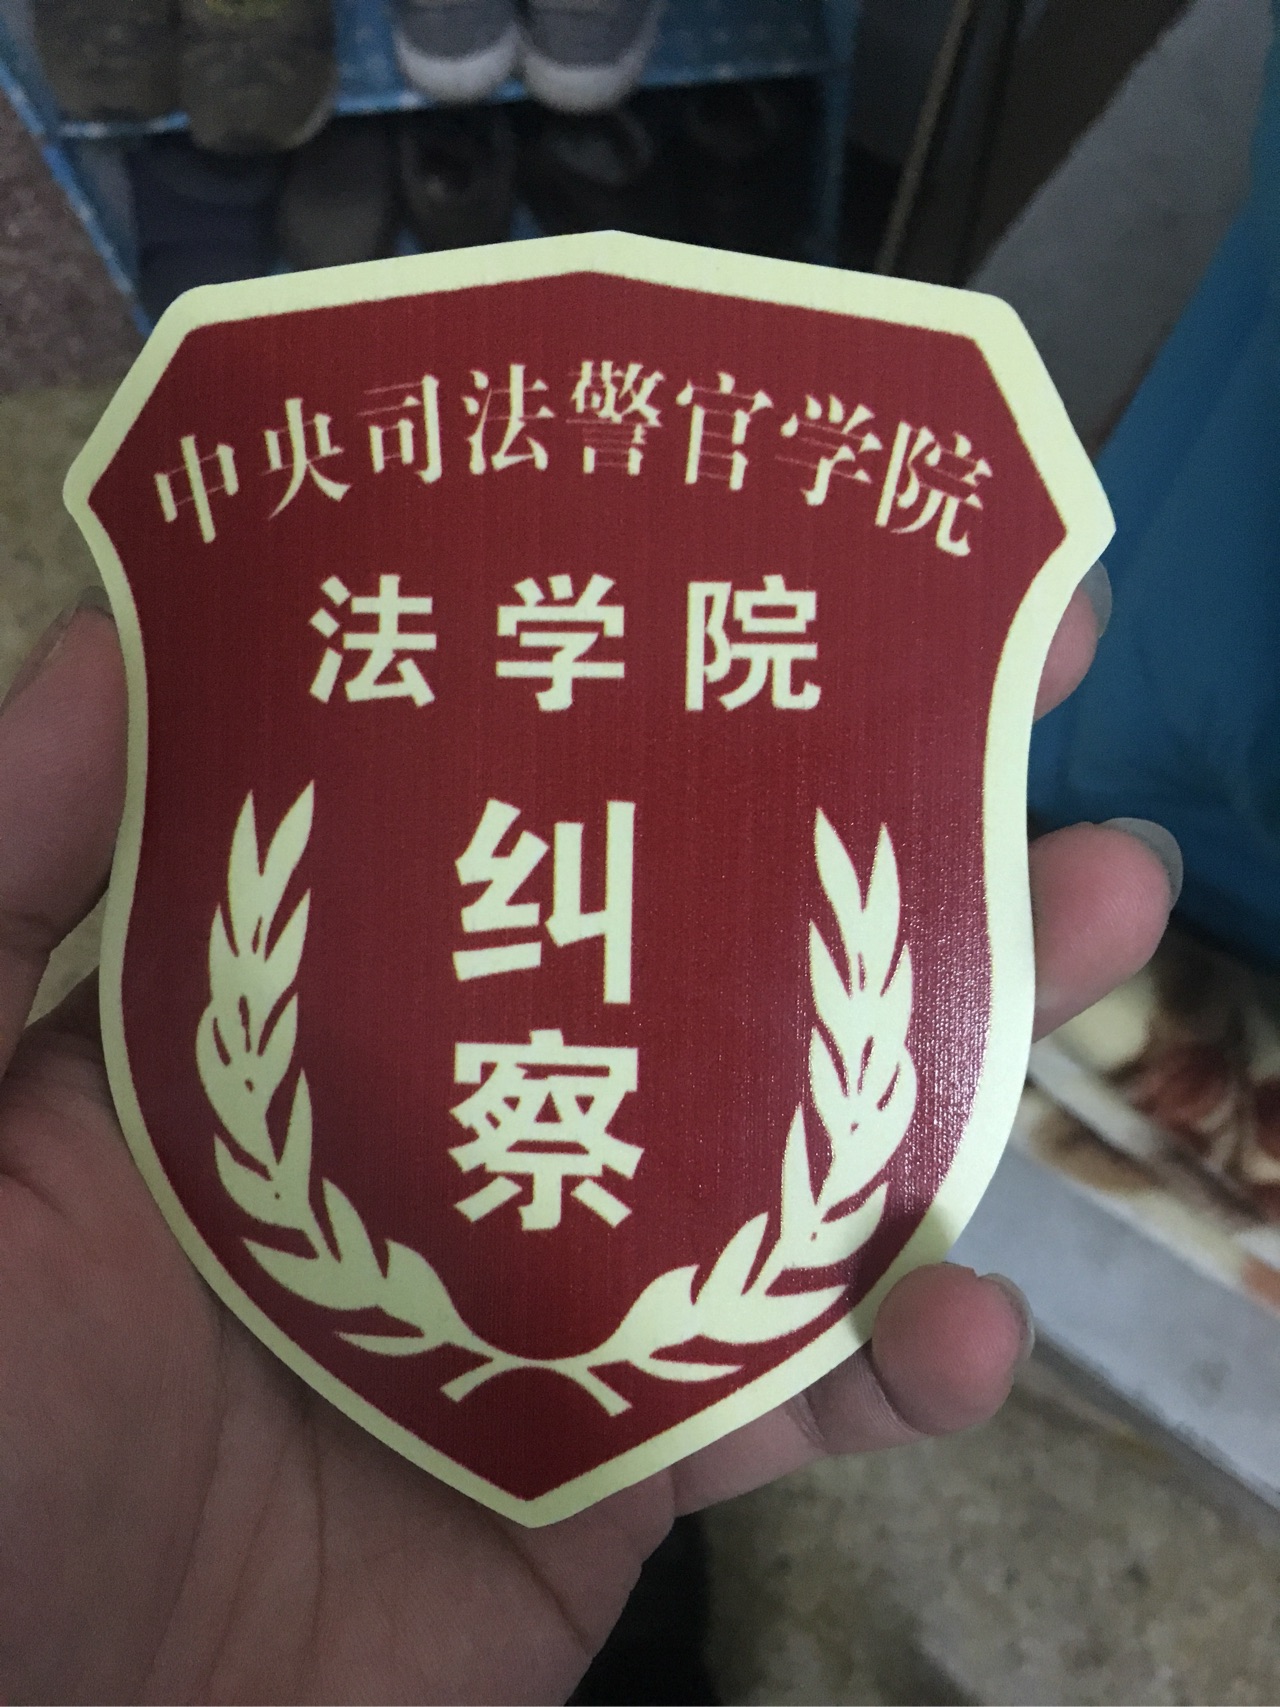 中央司法警官学院
法学院
纠
察